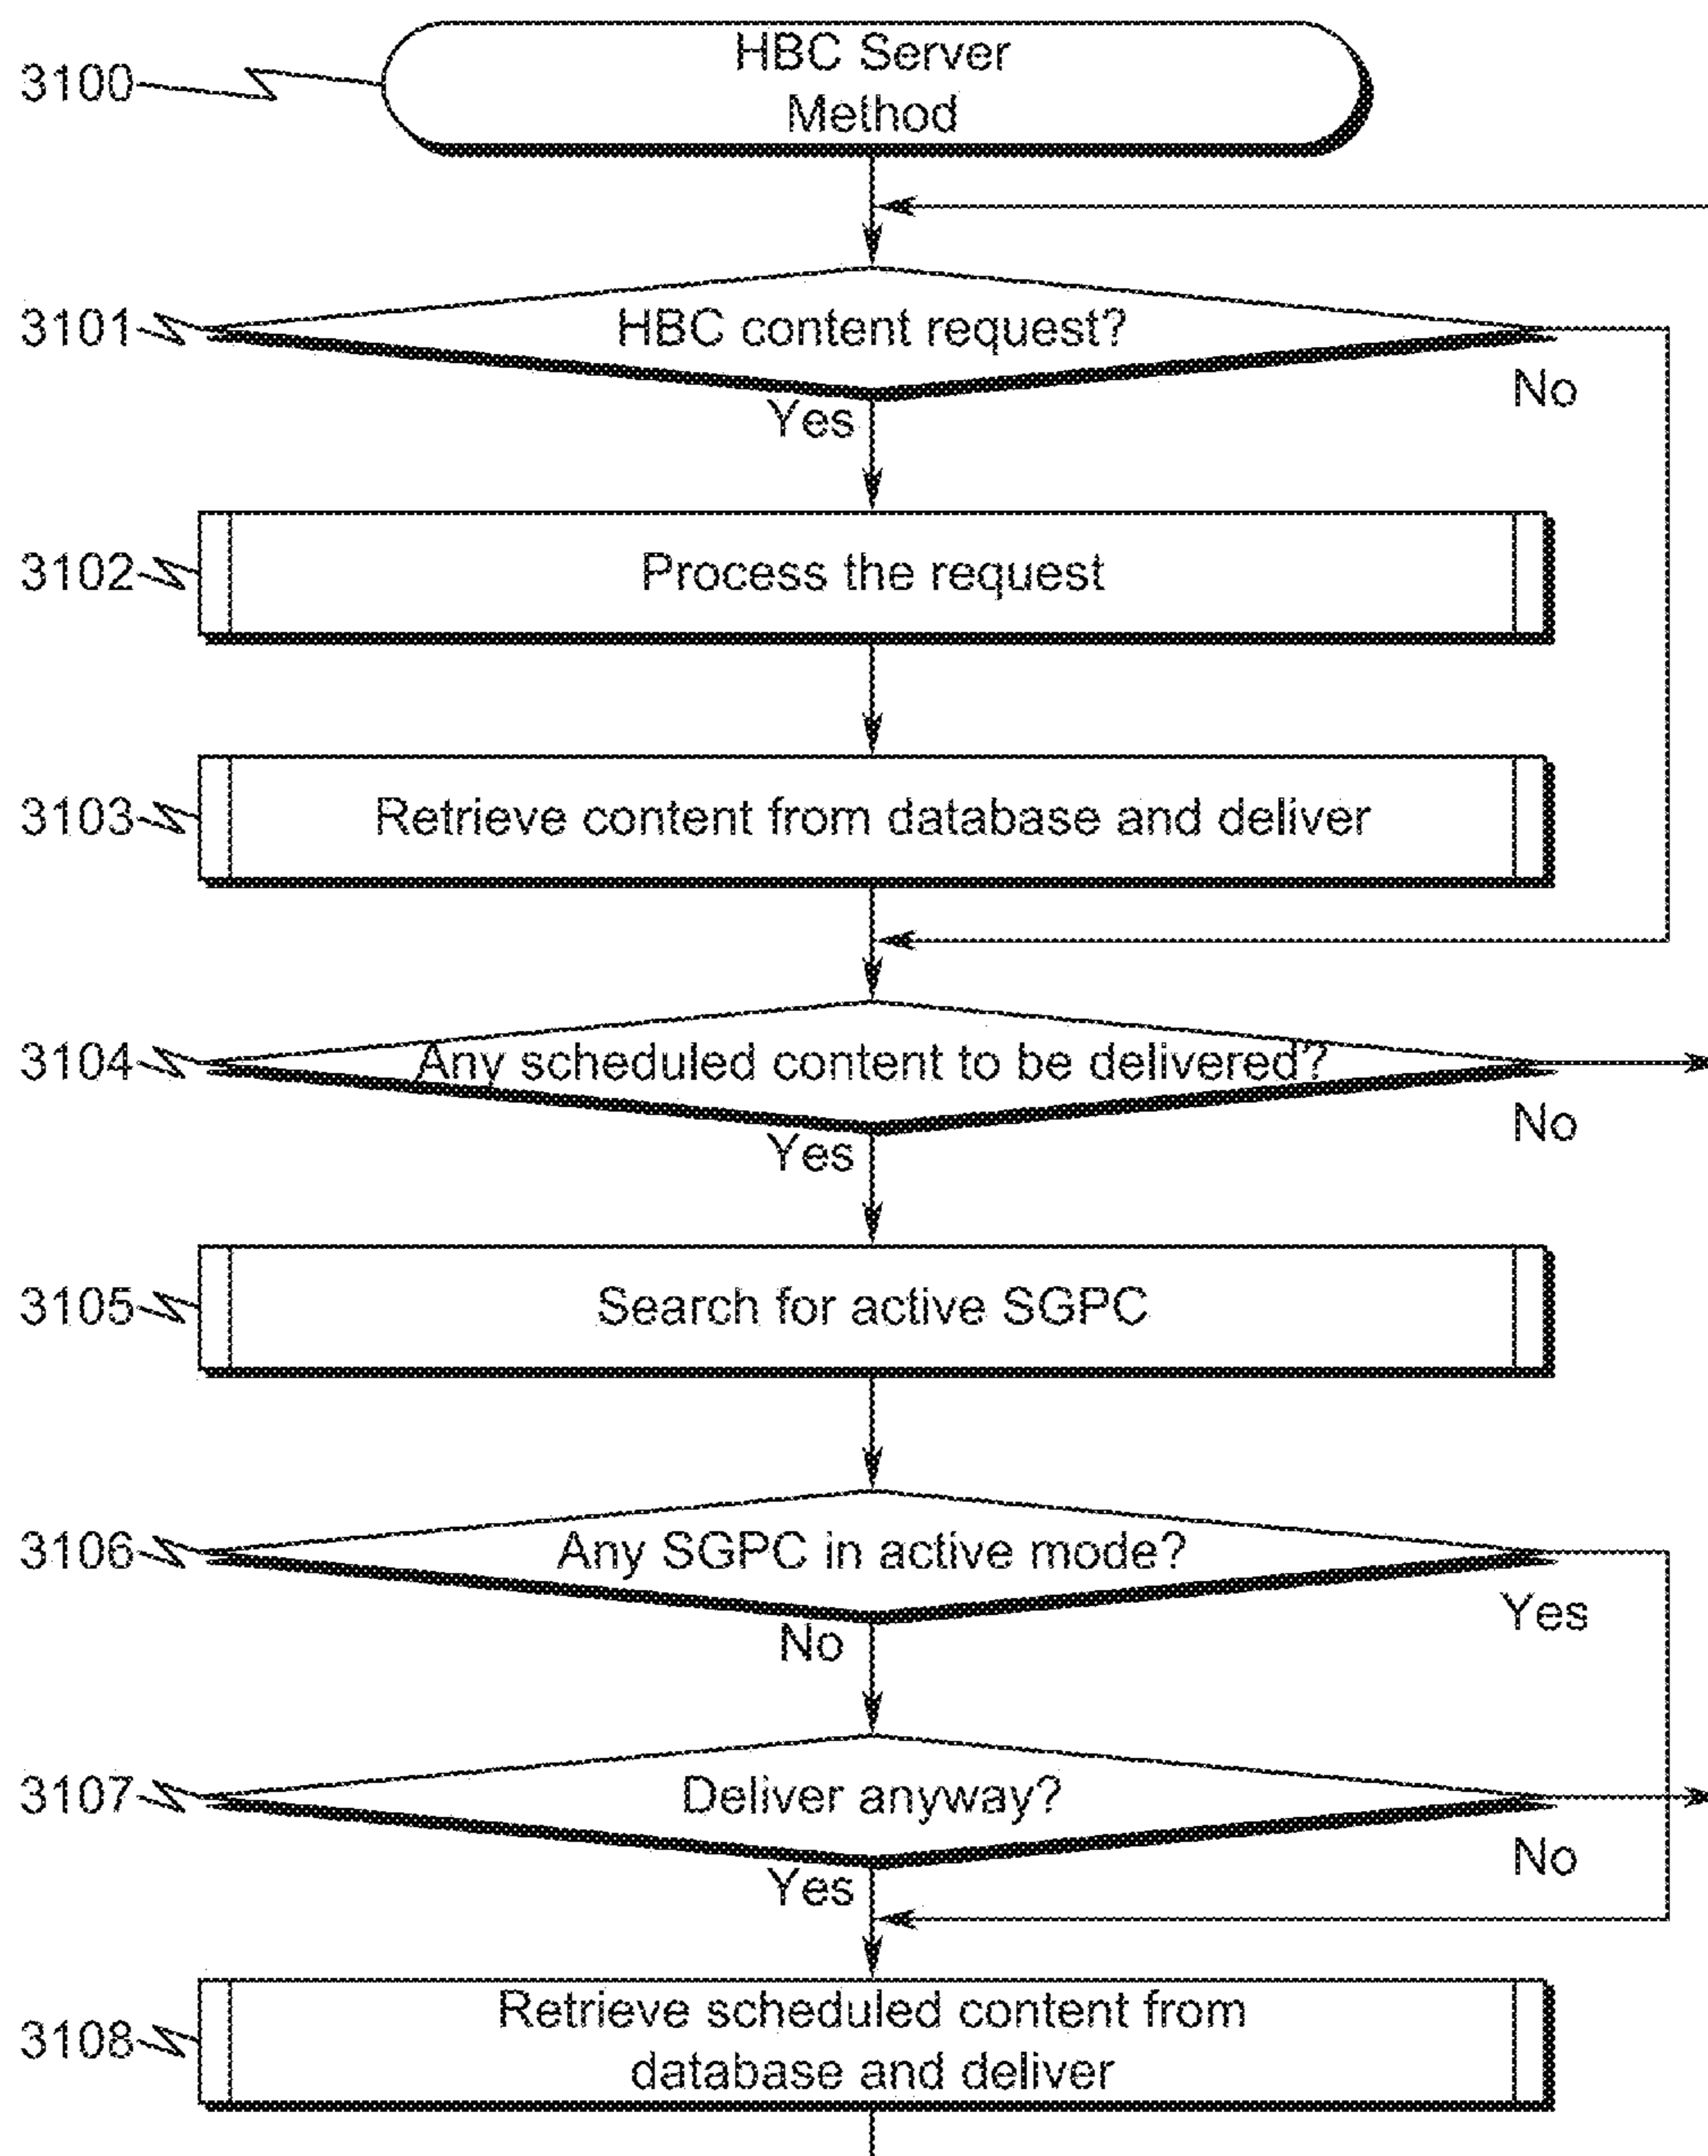 HBC Server
Method
3100
3101
HBC content request?
No
Yes
3102
Process the request
3103
Retrieve content from database and deliver
3104
Any scheduled content to be delivered?
No
Yes
3105
Search for active SGPC
3106
Any SGPC in active mode?
Yes
No
3107
Deliver anyway?
No
Yes
3108
Retrieve scheduled content from
database and deliver